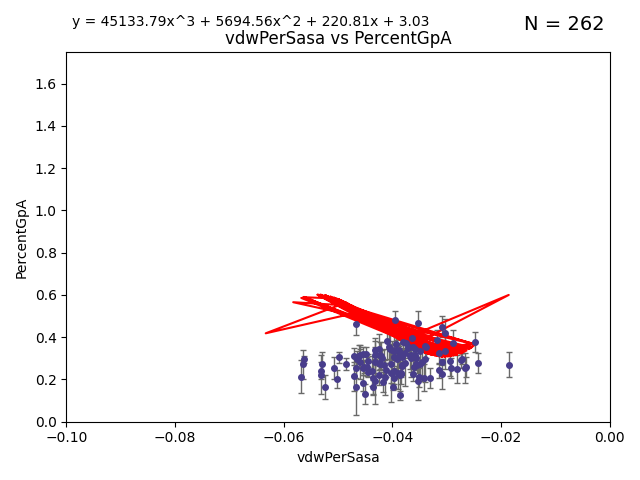 y = 45133.79x^3 + 5694.56x^2 + 220.81x + 3.03
N = 262
vdwPerSasa vs PercentGpA
PercentGpA
1.6
1.4
1.2
1.0
0.8
0.6
0.4
0.2
0.0
−0.10 −0.08 −0.06 −0.04 −0.02 0.00
vdwPerSasa